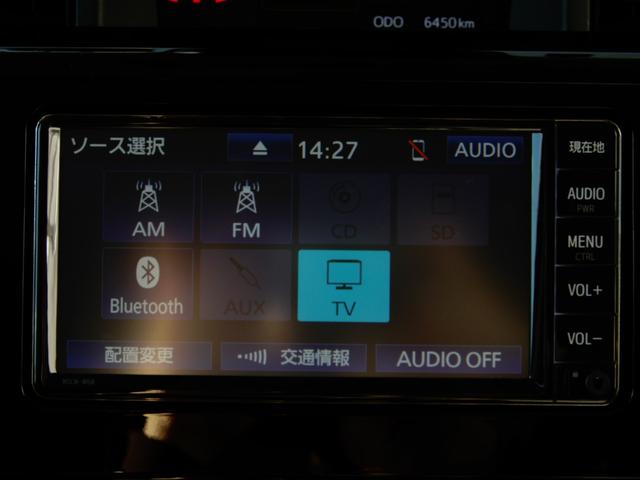 ODO 6450km
ソース選択 14:27 AUDIO 現在地
AM FM CD SD
AUDIO
PWR
MENU
CTRL
Bluetooth AUX TV
VOL+
配置変更 交通情報 AUDIO OFF
VOL-